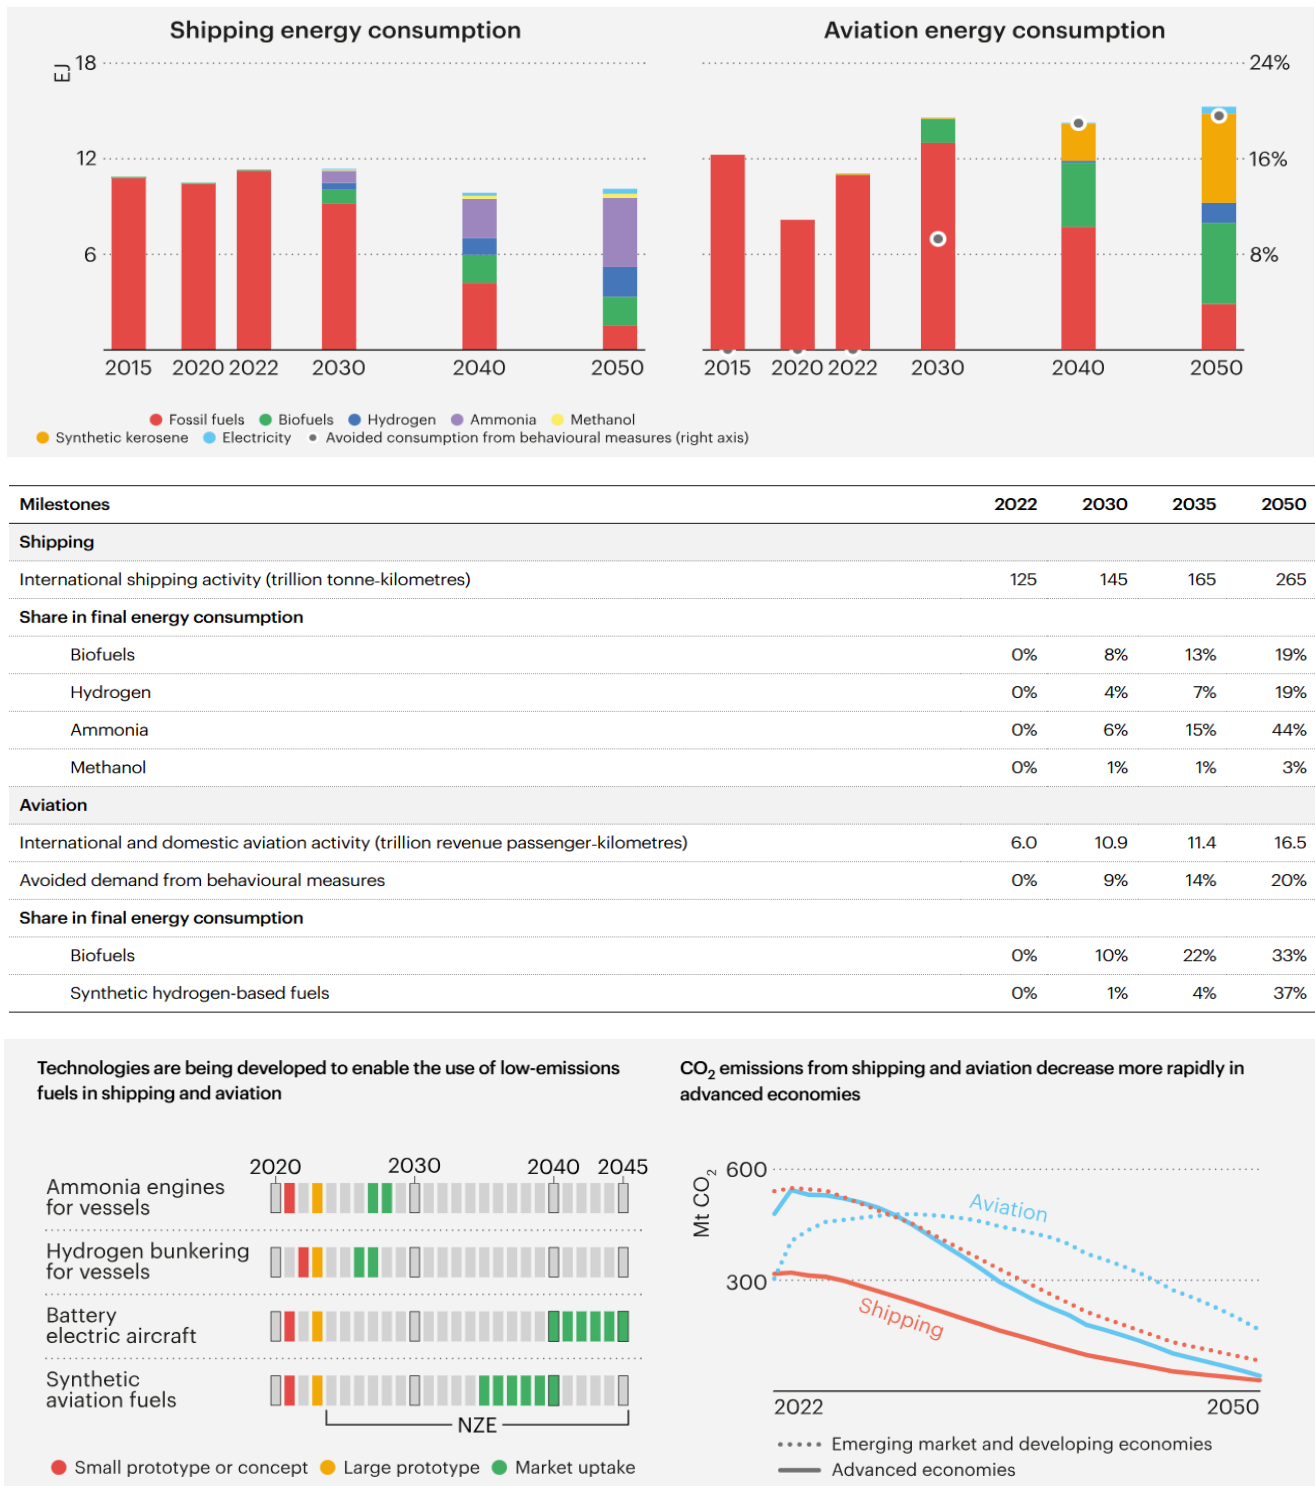 Shipping energy consumption
Aviation energy consumption
EJ
18
12
6
24%
16%
8%
2015 2020 2022 2030 2040 2050
2015 2020 2022 2030 2040 2050
Fossil fuels Biofuels Hydrogen Ammonia Methanol
Synthetic kerosene Electricity Avoided consumption from behavioural measures (right axis)
Milestones 2022 2030 2035 2050
Shipping
International shipping activity (trillion tonne-kilometres) 125 145 165 265
Share in final energy consumption
Biofuels 0% 8% 13% 19%
Hydrogen 0% 4% 7% 19%
Ammonia 0% 6% 15% 44%
Methanol 0% 1% 1% 3%
Aviation
International and domestic aviation activity (trillion revenue passenger-kilometres) 6.0 10.9 11.4 16.5
Avoided demand from behavioural measures 0% 9% 14% 20%
Share in final energy consumption
Biofuels 0% 10% 22% 33%
Synthetic hydrogen-based fuels 0% 1% 4% 37%
Technologies are being developed to enable the use of low-emissions
fuels in shipping and aviation
2020 2030 2040 2045
Ammonia engines
for vessels
Hydrogen bunkering
for vessels
Battery
electric aircraft
Synthetic
aviation fuels
NZE
Small prototype or concept Large prototype Market uptake
CO₂ emissions from shipping and aviation decrease more rapidly in
advanced economies
Mt CO₂
600
300
Aviation
Shipping
2022 2050
Emerging market and developing economies
Advanced economies